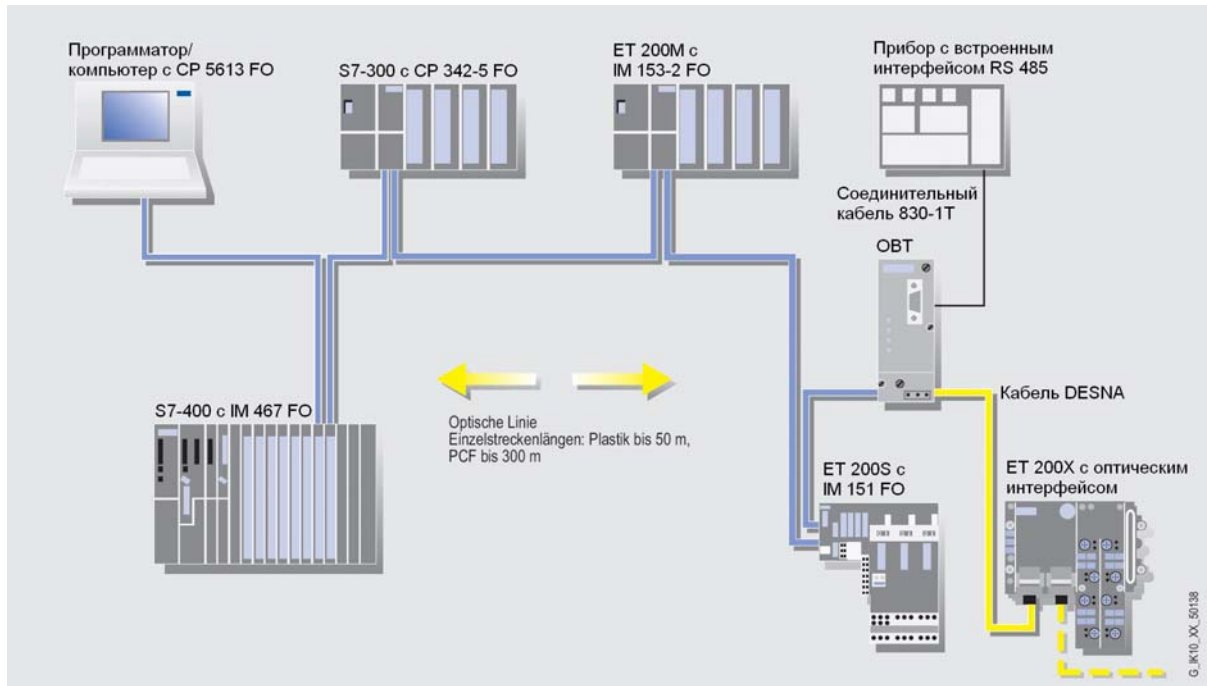 Программатор/
компьютер с CP 5613 FO
S7-300 с CP 342-5 FO
ET 200M с
IM 153-2 FO
Прибор с встроенным
интерфейсом RS 485
Соединительный
кабель 830-1T
OBT
S7-400 с IM 467 FO
Optische Linie
Einzelstreckenlängen: Plastik bis 50 m,
PCF bis 300 m
Кабель DESNA
ET 200S с
IM 151 FO
ET 200X с оптическим
интерфейсом
G_IK10_XX_50138